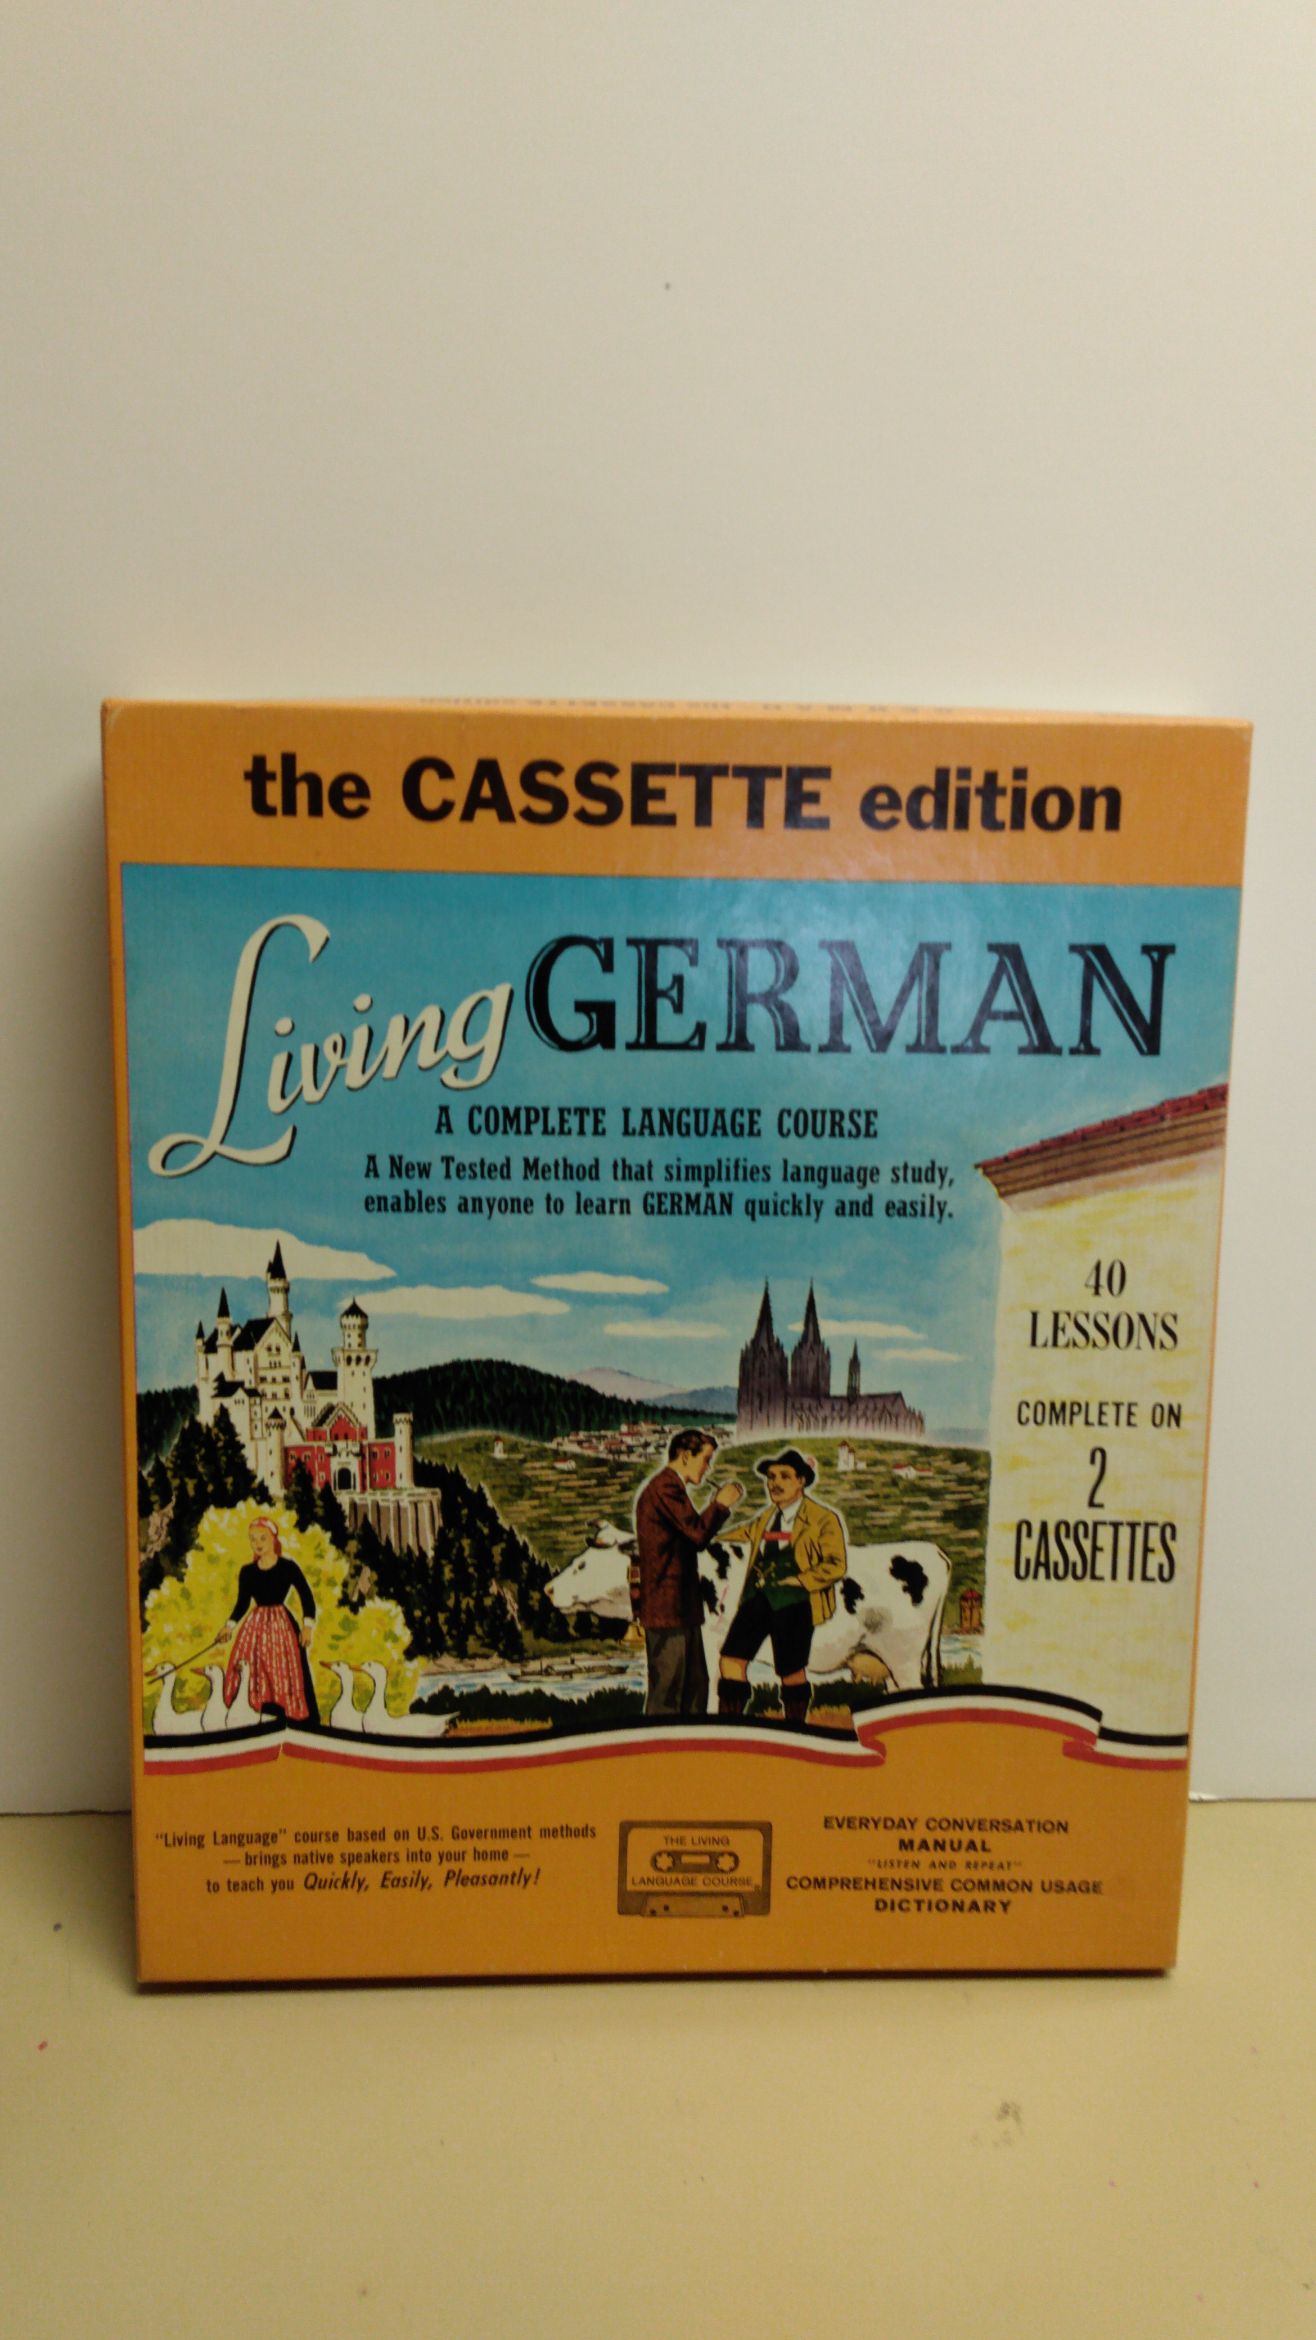 the CASSETTE edition
Living GERMAN
A COMPLETE LANGUAGE COURSE
A New Tested Method that simplifies language study,
enables anyone to learn GERMAN quickly and easily.
40
LESSONS
COMPLETE ON
2
CASSETTES
"Living Language" course based on U.S. Government methods
— brings native speakers into your home —
to teach you Quickly, Easily, Pleasantly!
THE LIVING
LANGUAGE COURSE
EVERYDAY CONVERSATION
MANUAL
"LISTEN AND REPEAT"
COMPREHENSIVE COMMON USAGE
DICTIONARY